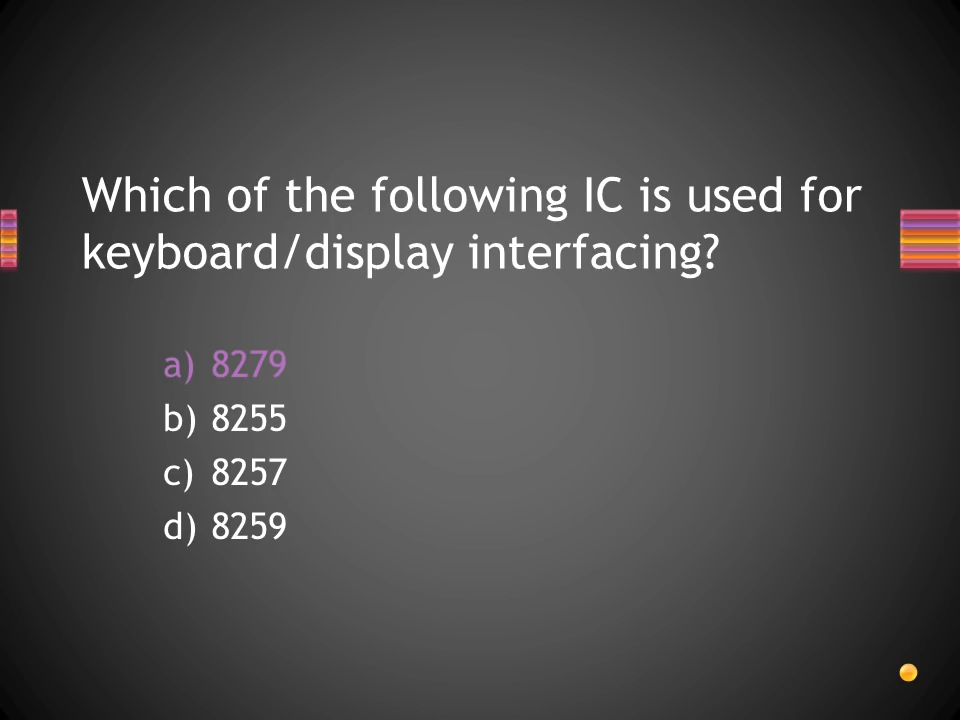 Which of the following IC is used for
keyboard/display interfacing?
a) 8279
b) 8255
c) 8257
d) 8259